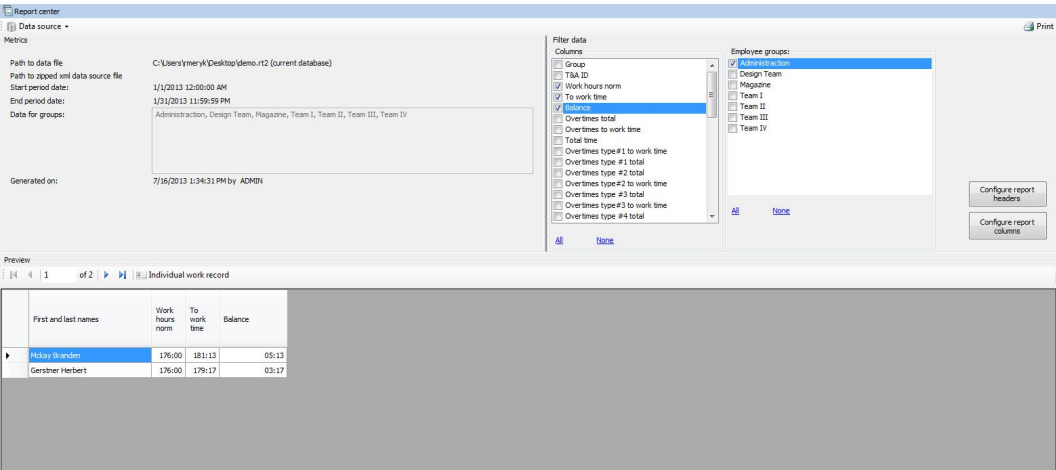 Report center
Data source
Print
Metrics
Path to data file C:\Users\rmeryk\Desktop\demo.rt2 (current database)
Path to zipped xml data source file
Start period date: 1/1/2013 12:00:00 AM
End period date: 1/31/2013 11:59:59 PM
Data for groups: Administraction, Design Team, Magazine, Team I, Team II, Team III, Team IV
Generated on: 7/16/2013 1:34:31 PM by ADMIN
Filter data
Columns
Group
T&A ID
Work hours norm
To work time
Balance
Overtimes total
Overtimes to work time
Total time
Overtimes type#1 to work time
Overtimes type #1 total
Overtimes type #2 total
Overtimes type#2 to work time
Overtimes type #3 total
Overtimes type#3 to work time
Overtimes type #4 total
All None
Employee groups:
Administraction
Design Team
Magazine
Team I
Team II
Team III
Team IV
All None
Configure report
headers
Configure report
columns
Preview
1 of 2 Individual work record
First and last names Work hours norm To work time Balance
Mckay Branden 176:00 181:13 05:13
Gerstner Herbert 176:00 179:17 03:17